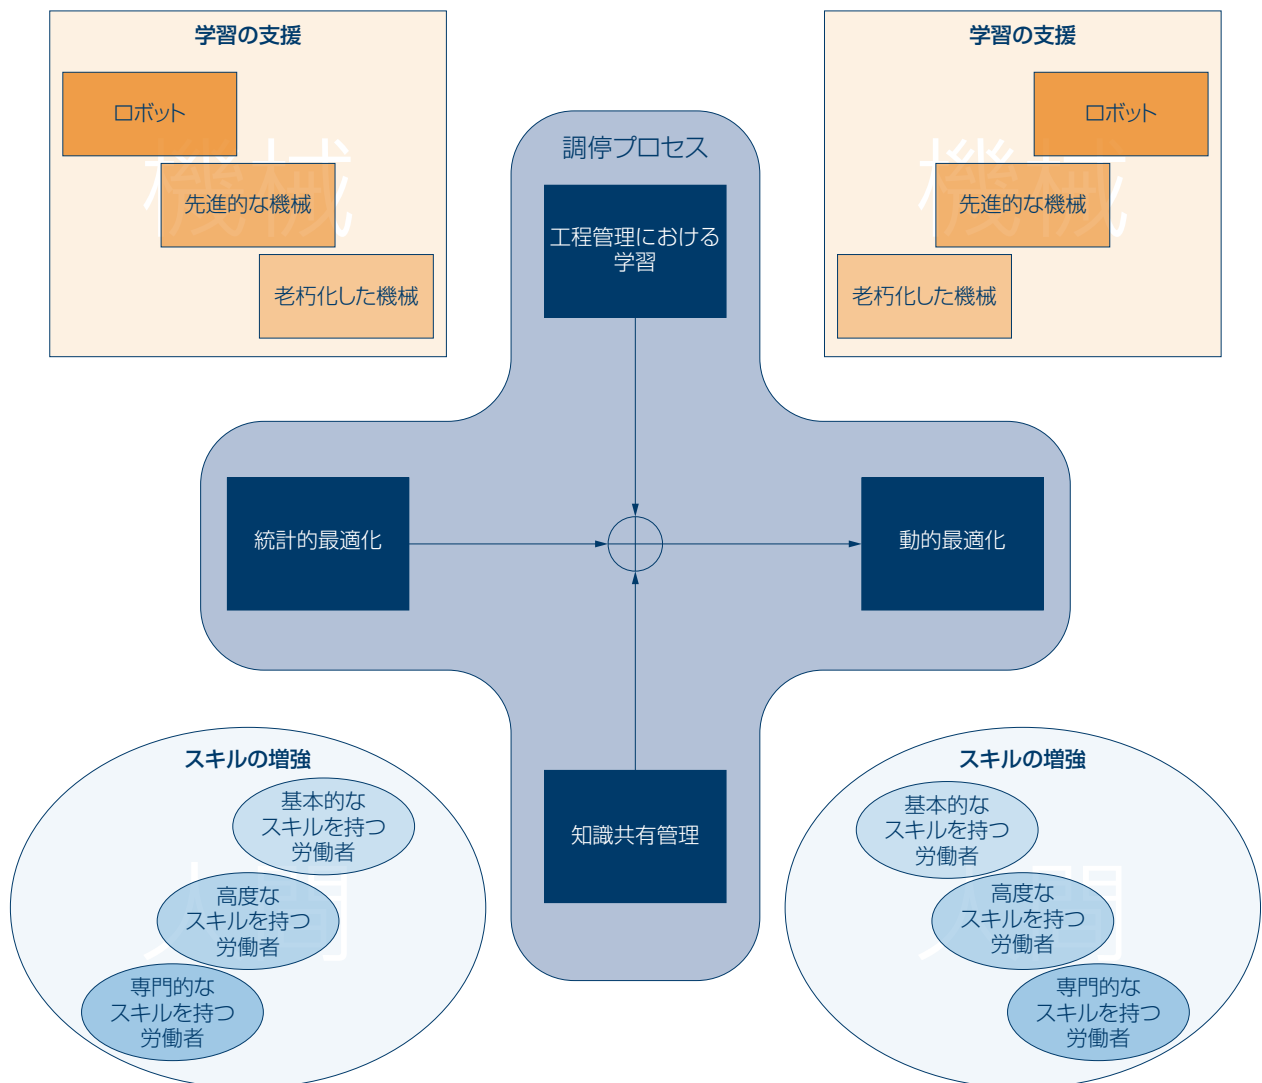 学習の支援
機械
ロボット
先進的な機械
老朽化した機械
学習の支援
機械
ロボット
先進的な機械
老朽化した機械
調停プロセス
工程管理における
学習
統計的最適化
動的最適化
知識共有管理
スキルの増強
人間
基本的な
スキルを持つ
労働者
高度な
スキルを持つ
労働者
専門的な
スキルを持つ
労働者
スキルの増強
人間
基本的な
スキルを持つ
労働者
高度な
スキルを持つ
労働者
専門的な
スキルを持つ
労働者